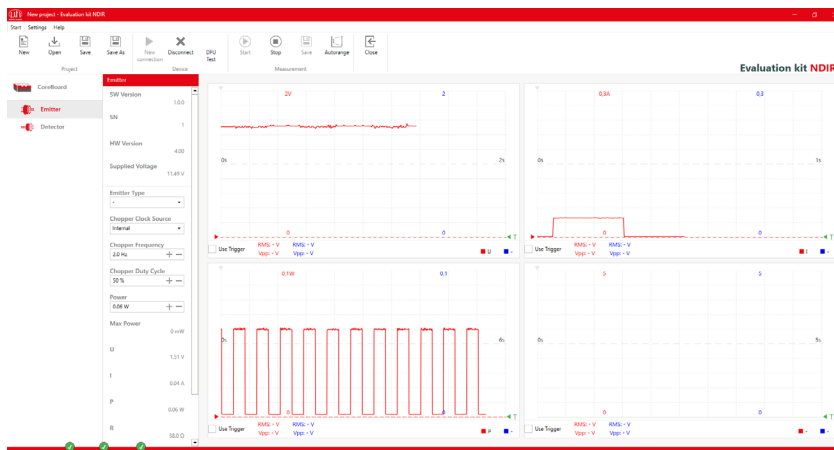 New project - Evaluation kit NDIR
Start Settings Help
New Open Save Save As New connection Disconnect DFU Test Start Stop Save Autorange Close
Project Device Measurement
Evaluation kit NDIR
CoreBoard
Emitter
Detector
Emitter
SW Version
1.0.0
SN
1
HW Version
4.00
Supplied Voltage
11.49 V
Emitter Type
-
Chopper Clock Source
Internal
Chopper Frequency
2.0 Hz
Chopper Duty Cycle
50 %
Power
0.06 W
Max Power
0 mW
U
1.51 V
I
0.04 A
P
0.06 W
R
38.0 Ω
2V 2
0s 2s
0 0
T
Use Trigger RMS: - V RMS: - V
Vpp: - V Vpp: - V
U -
0.3A 0.3
0s 1s
0 0
T
Use Trigger RMS: - V RMS: - V
Vpp: - V Vpp: - V
I -
0.1W 0.1
0s 6s
0 0
T
Use Trigger RMS: - V RMS: - V
Vpp: - V Vpp: - V
P -
5 5
0s 5s
0 0
T
Use Trigger RMS: - V RMS: - V
Vpp: - V Vpp: - V
- -